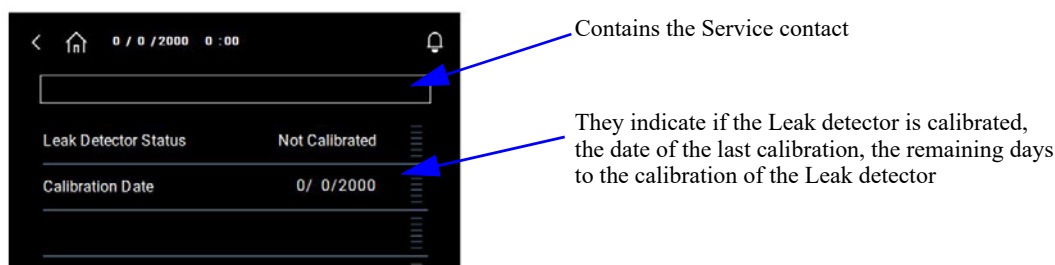 0 / 0 /2000 0 :00
Contains the Service contact
Leak Detector Status Not Calibrated
Calibration Date 0/ 0/2000
They indicate if the Leak detector is calibrated,
the date of the last calibration, the remaining days
to the calibration of the Leak detector